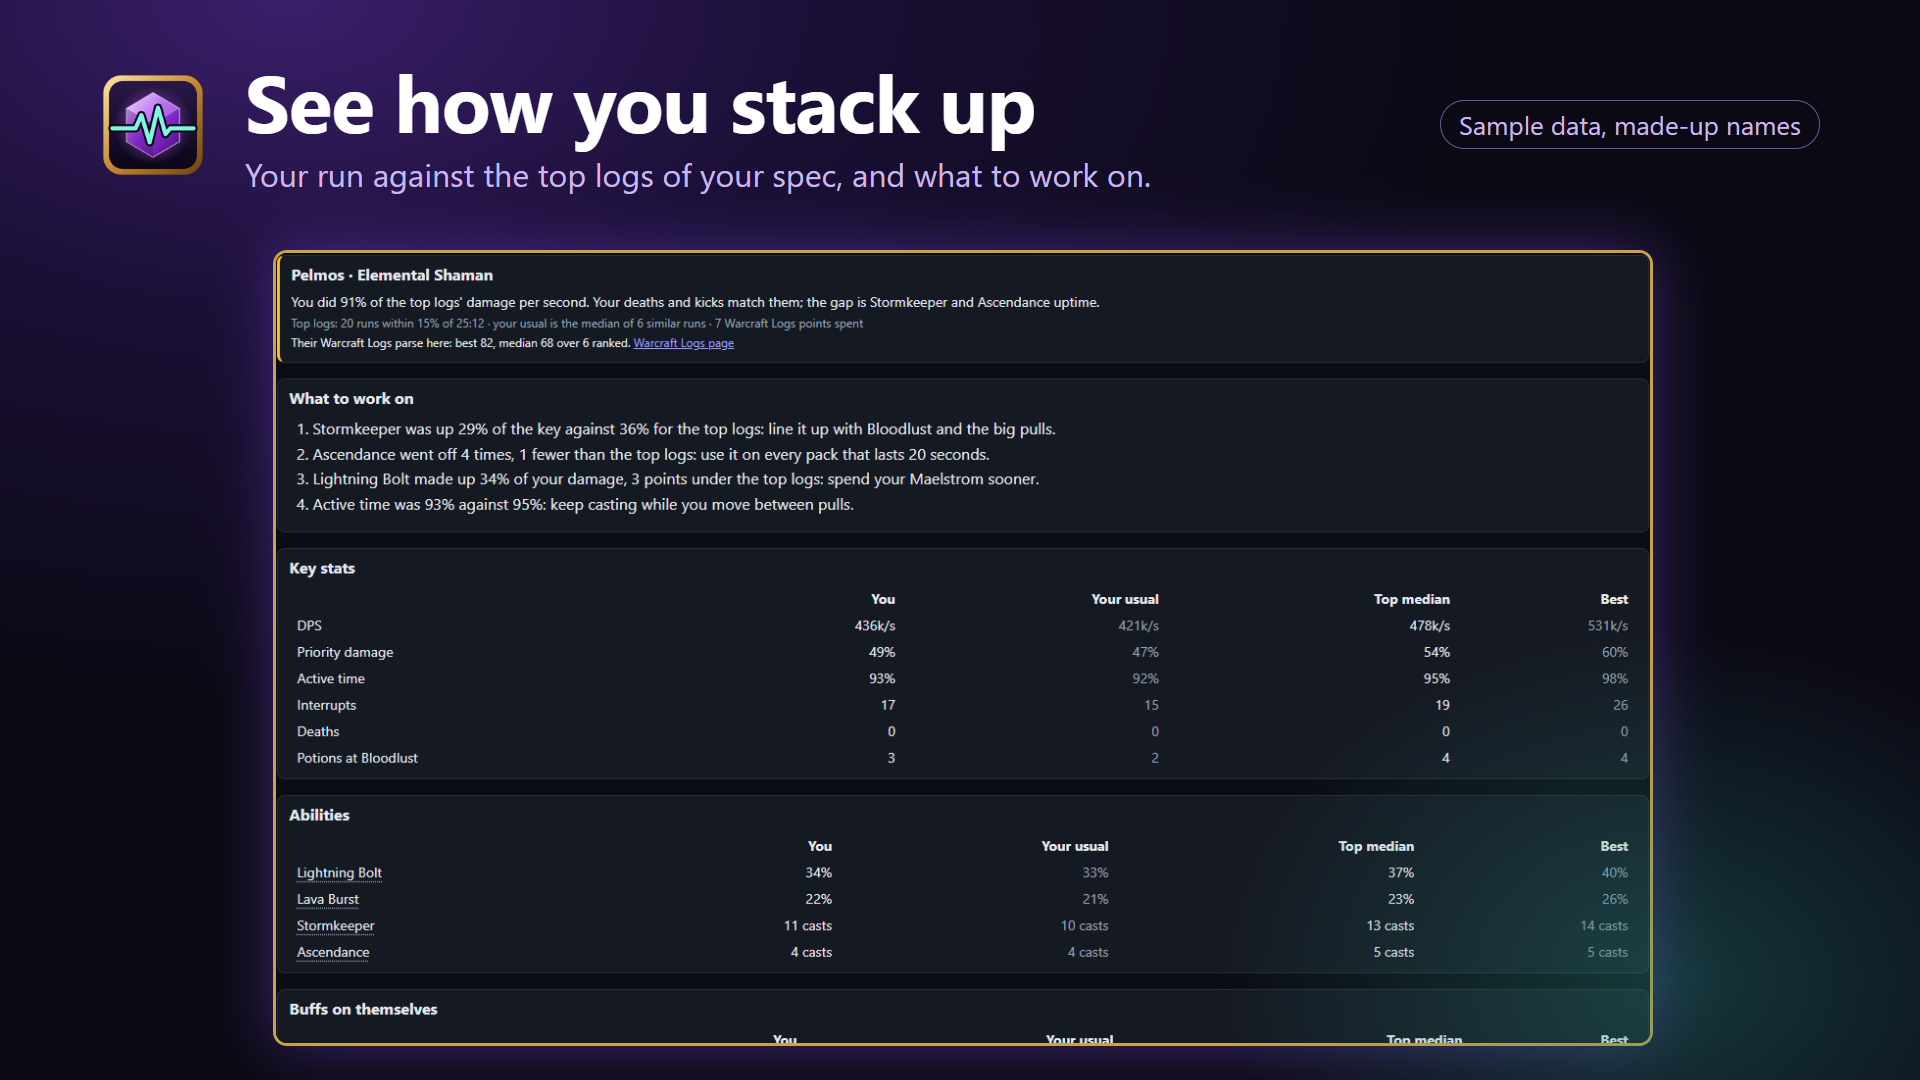 See how you stack up
Your run against the top logs of your spec, and what to work on.
Sample data, made-up names
Pelmos · Elemental Shaman
You did 91% of the top logs' damage per second. Your deaths and kicks match them; the gap is Stormkeeper and Ascendance uptime.
Top logs: 20 runs within 15% of 25:12 · your usual is the median of 6 similar runs · 7 Warcraft Logs points spent
Their Warcraft Logs parse here: best 82, median 68 over 6 ranked. Warcraft Logs page
What to work on
1. Stormkeeper was up 29% of the key against 36% for the top logs: line it up with Bloodlust and the big pulls.
2. Ascendance went off 4 times, 1 fewer than the top logs: use it on every pack that lasts 20 seconds.
3. Lightning Bolt made up 34% of your damage, 3 points under the top logs: spend your Maelstrom sooner.
4. Active time was 93% against 95%: keep casting while you move between pulls.
Key stats
You Your usual Top median Best
DPS 436k/s 421k/s 478k/s 531k/s
Priority damage 49% 47% 54% 60%
Active time 93% 92% 95% 98%
Interrupts 17 15 19 26
Deaths 0 0 0 0
Potions at Bloodlust 3 2 4 4
Abilities
You Your usual Top median Best
Lightning Bolt 34% 33% 37% 40%
Lava Burst 22% 21% 23% 26%
Stormkeeper 11 casts 10 casts 13 casts 14 casts
Ascendance 4 casts 4 casts 5 casts 5 casts
Buffs on themselves
You Your usual Top median Best